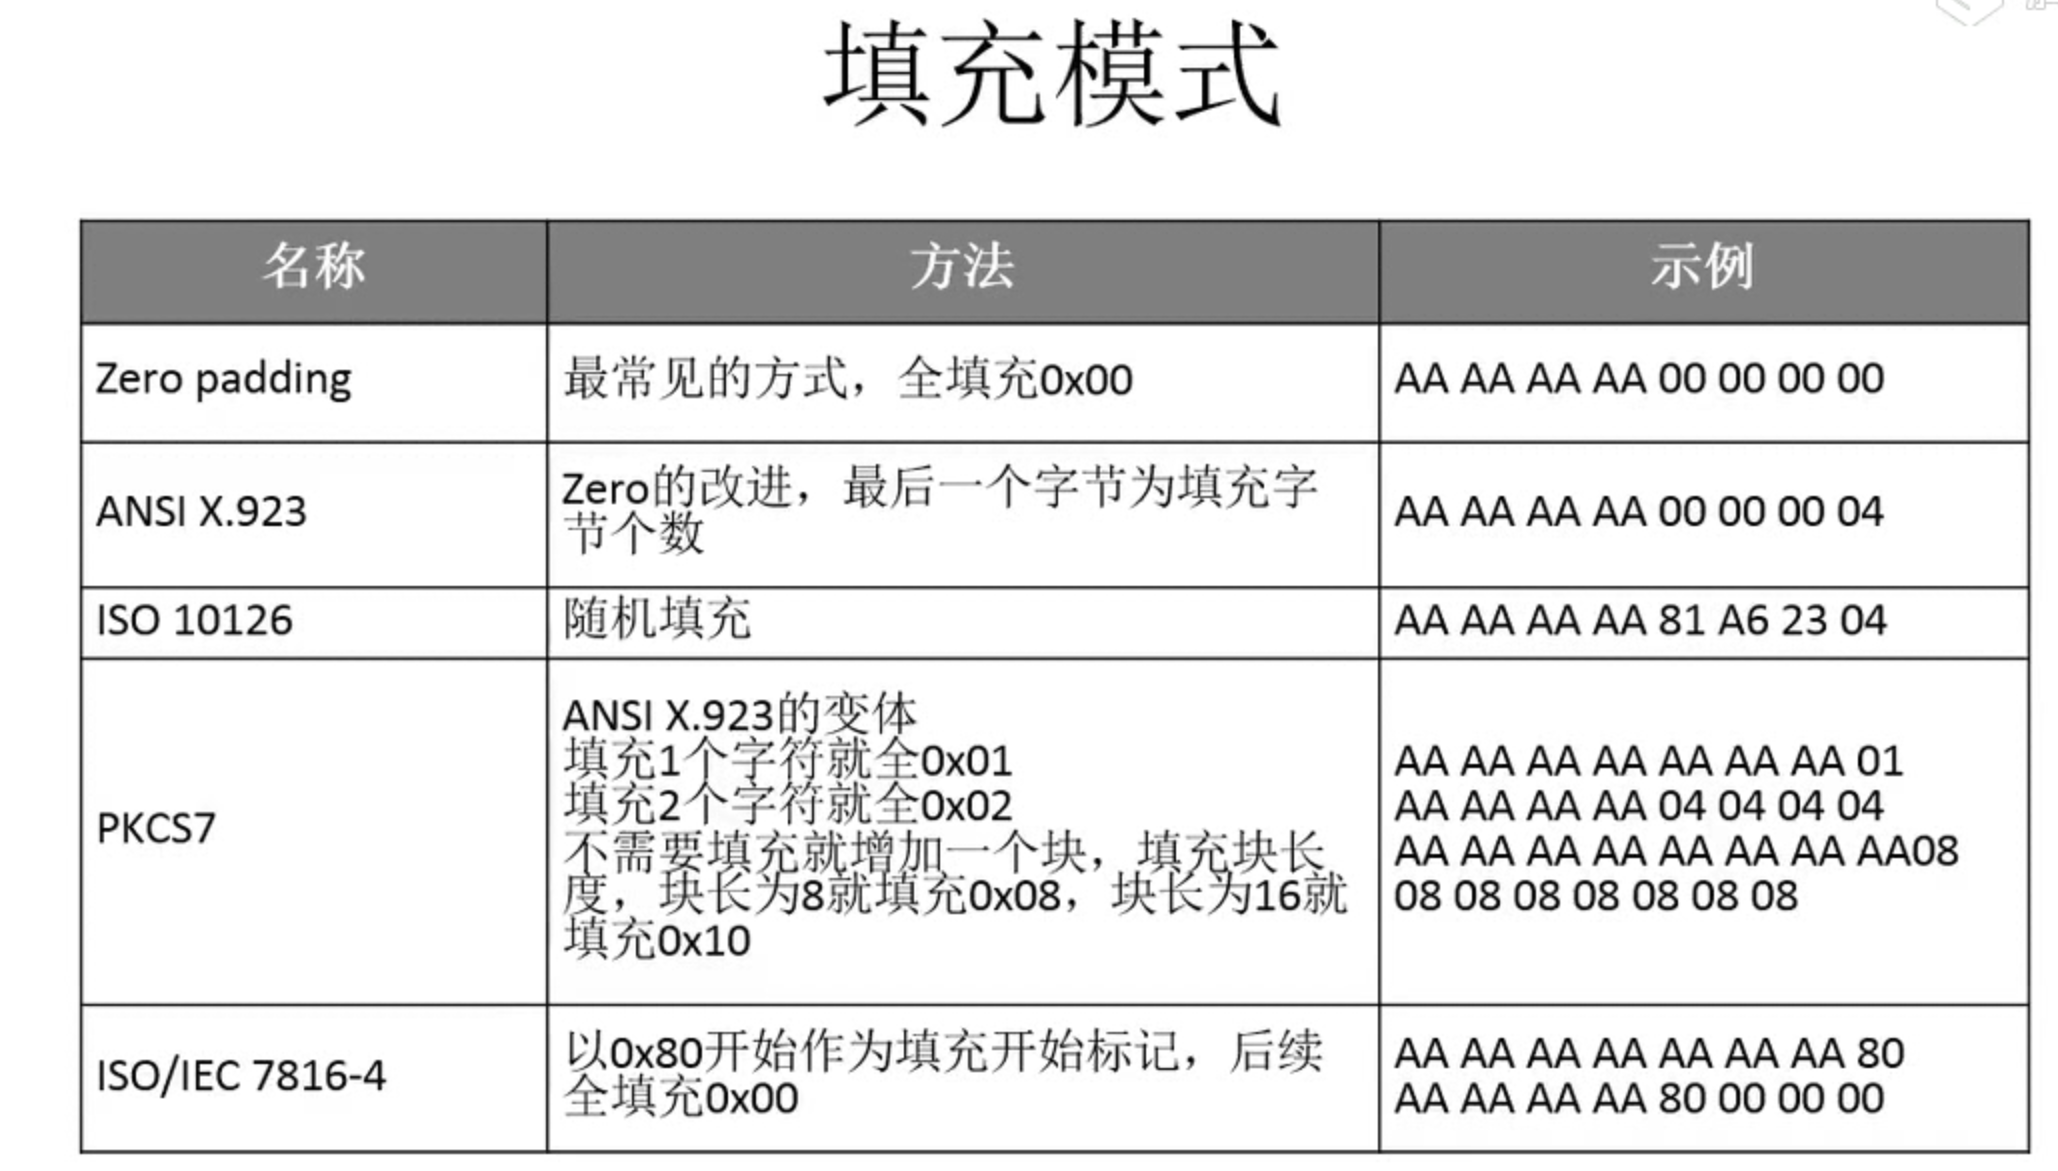 填充模式
名称 方法 示例
Zero padding 最常见的方式，全填充0x00 AA AA AA AA 00 00 00 00
ANSI X.923
Zero的改进，最后一个字节为填充字
节个数
AA AA AA AA 00 00 00 04
ISO 10126 随机填充 AA AA AA AA 81 A6 23 04
PKCS7
ANSI X.923的变体
填充1个字符就全0x01
填充2个字符就全0x02
不需要填充就增加一个块，填充块长
度，块长为8就填充0x08，块长为16就
填充0x10
AA AA AA AA AA AA AA 01
AA AA AA AA 04 04 04 04
AA AA AA AA AA AA AA AA08
08 08 08 08 08 08 08
ISO/IEC 7816-4
以0x80开始作为填充开始标记，后续
全填充0x00
AA AA AA AA AA AA AA 80
AA AA AA AA 80 00 00 00